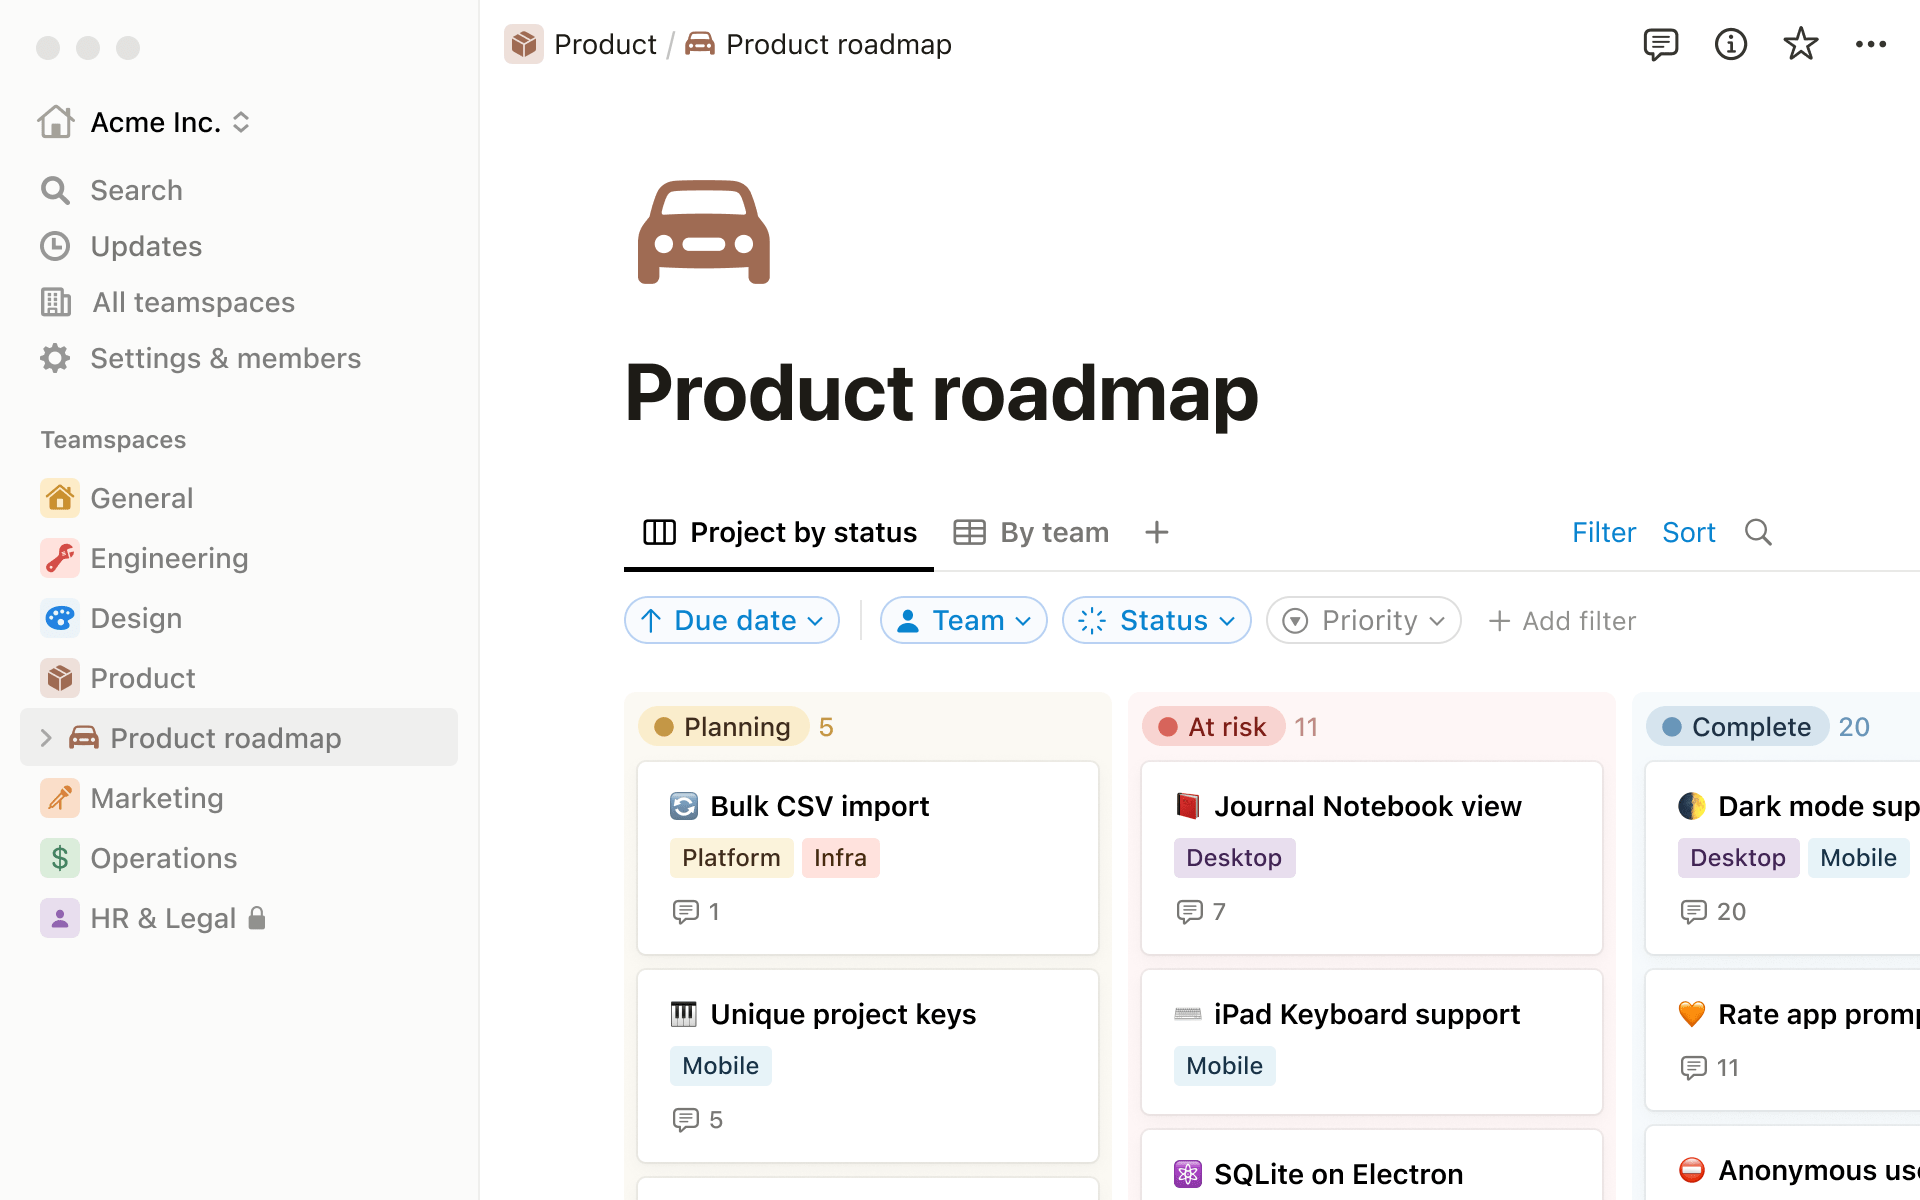 Acme Inc.
Search
Updates
All teamspaces
Settings & members
Teamspaces
General
Engineering
Design
Product
Product roadmap
Marketing
$ Operations
HR & Legal
Product / Product roadmap
Product roadmap
Project by status
By team
Filter
Sort
Due date
Team
Status
Priority
Add filter
Planning 5
Bulk CSV import
Platform Infra
1
Unique project keys
Mobile
5
At risk 11
Journal Notebook view
Desktop
7
iPad Keyboard support
Mobile
SQLite on Electron
Complete 20
Dark mode sup
Desktop Mobile
20
Rate app promp
11
Anonymous use